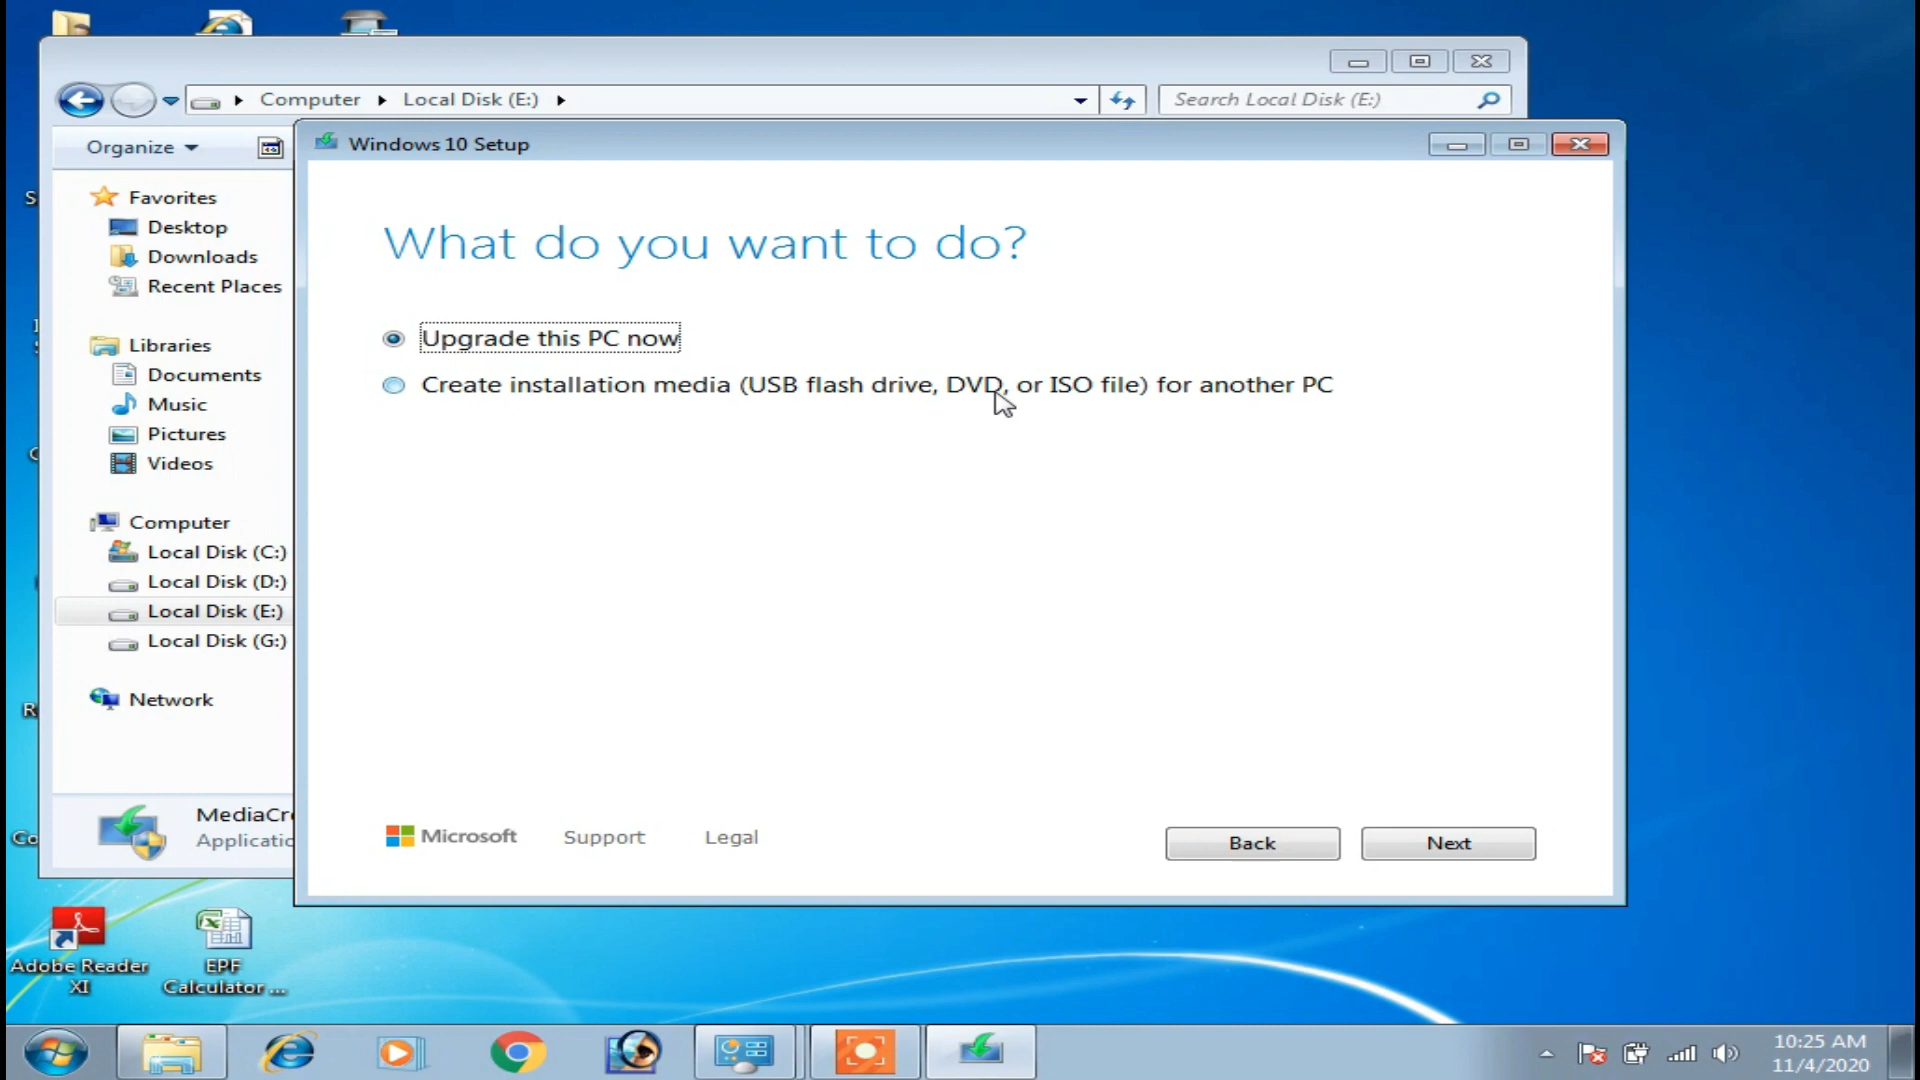 Computer
Local Disk (E:)
Search Local Disk (E:)
Organize
Windows 10 Setup
Favorites
Desktop
Downloads
Recent Places
Libraries
Documents
Music
Pictures
Videos
Computer
Local Disk (C:)
Local Disk (D:)
Local Disk (E:)
Local Disk (G:)
Network
MediaCr
Applicatic
What do you want to do?
Upgrade this PC now
Create installation media (USB flash drive, DVD, or ISO file) for another PC
Microsoft
Support
Legal
Back
Next
Adobe Reader
XI
EPF
Calculator ...
10:25 AM
11/4/2020